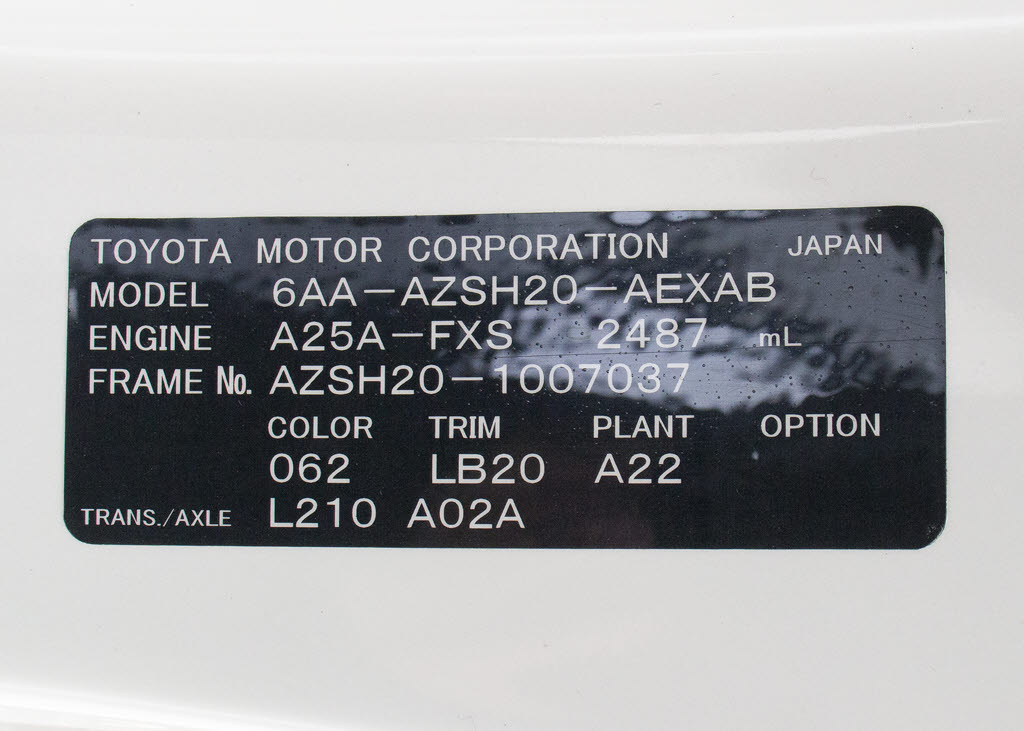 TOYOTA MOTOR CORPORATION JAPAN
MODEL 6AA-AZSH20-AEXAB
ENGINE A25A-FXS 2487 mL
FRAME No. AZSH20-1007037
COLOR TRIM PLANT OPTION
062 LB20 A22
TRANS./AXLE L210 A02A